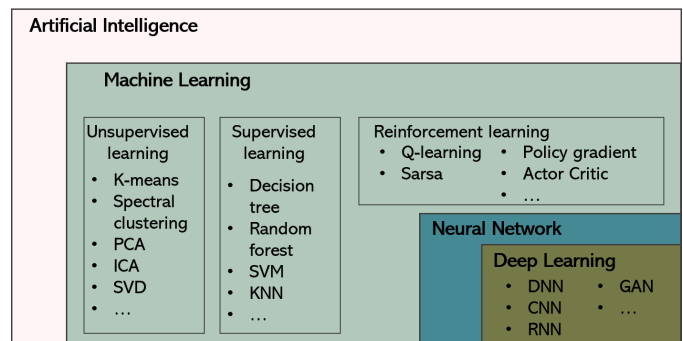 Artificial Intelligence
Machine Learning
Unsupervised
learning
• K-means
• Spectral
clustering
• PCA
• ICA
• SVD
• …
Supervised
learning
• Decision
tree
• Random
forest
• SVM
• KNN
• …
Reinforcement learning
• Q-learning
• Sarsa
• Policy gradient
• Actor Critic
• …
Neural Network
Deep Learning
• DNN
• CNN
• RNN
• GAN
• …